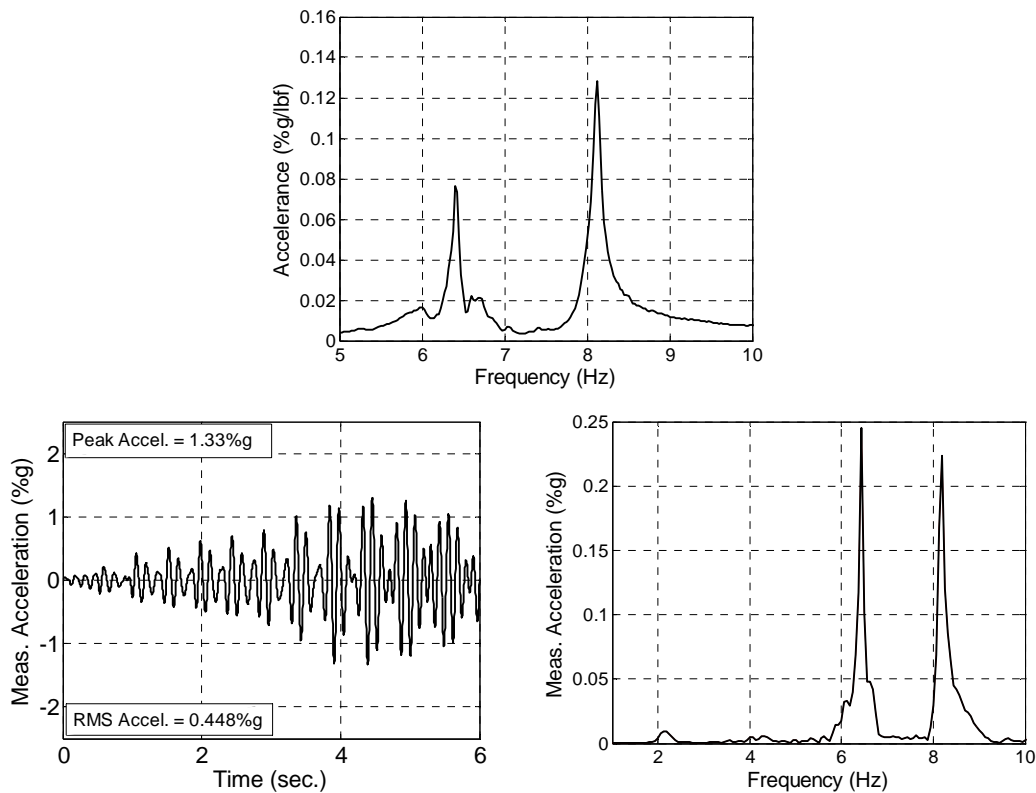 0.16
0.14
0.12
0.1
0.08
0.06
0.04
0.02
0
Accelerance (%g/lbf)
5 6 7 8 9 10
Frequency (Hz)
2
1
0
-1
-2
Meas. Acceleration (%g)
Peak Accel. = 1.33%g
RMS Accel. = 0.448%g
0 2 4 6
Time (sec.)
0.25
0.2
0.15
0.1
0.05
0
Meas. Acceleration (%g)
2 4 6 8 10
Frequency (Hz)